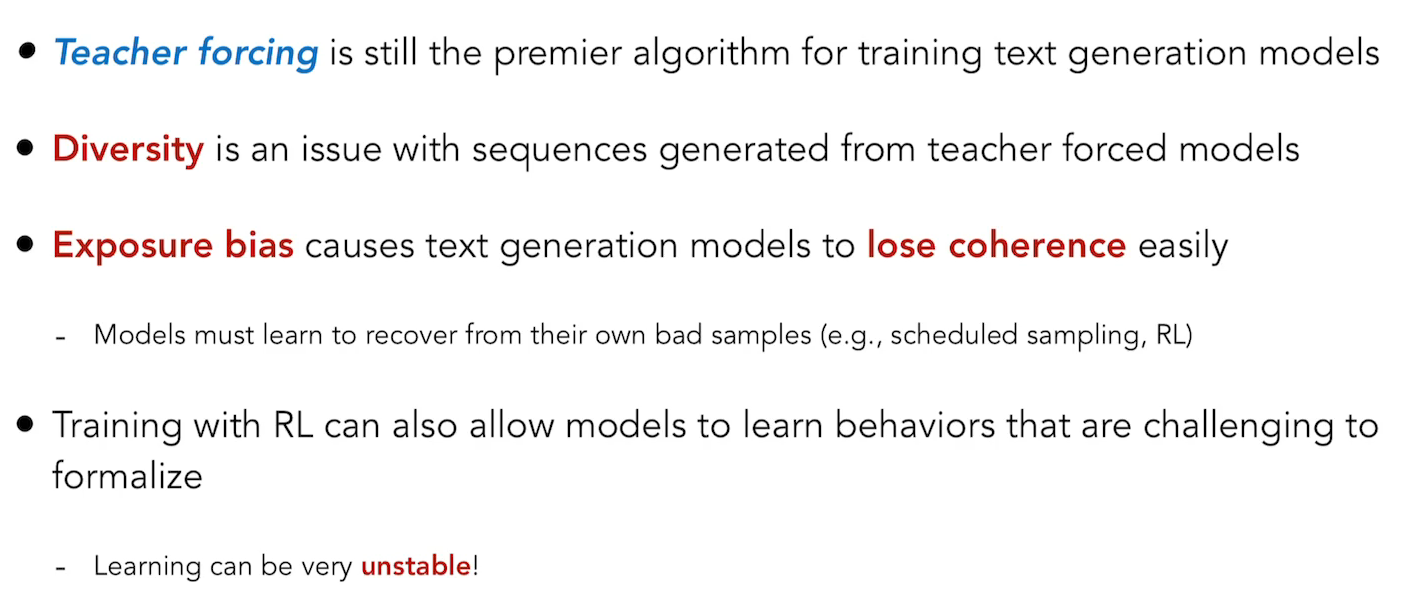 • Teacher forcing is still the premier algorithm for training text generation models
• Diversity is an issue with sequences generated from teacher forced models
• Exposure bias causes text generation models to lose coherence easily
- Models must learn to recover from their own bad samples (e.g., scheduled sampling, RL)
• Training with RL can also allow models to learn behaviors that are challenging to
formalize
- Learning can be very unstable!